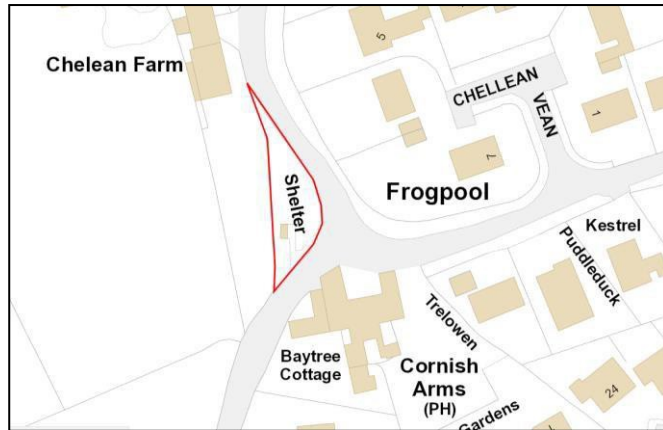 Chelean Farm
5
CHELLEAN
VEAN
1
7
Shelter
Frogpool
Kestrel
Puddleduck
Trelowen
Baytree
Cottage
Cornish
Arms
(PH)
24
Gardens